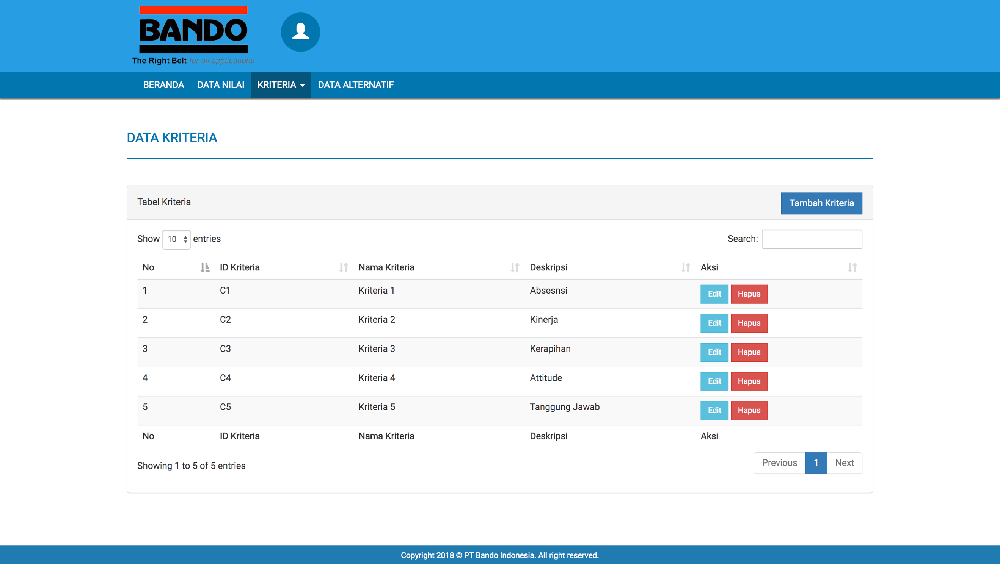 BANDO
The Right Belt for all applications
BERANDA DATA NILAI KRITERIA DATA ALTERNATIF
DATA KRITERIA
Tabel Kriteria Tambah Kriteria
Show 10 entries Search:
No ID Kriteria Nama Kriteria Deskripsi Aksi
1 C1 Kriteria 1 Absesnsi Edit Hapus
2 C2 Kriteria 2 Kinerja Edit Hapus
3 C3 Kriteria 3 Kerapihan Edit Hapus
4 C4 Kriteria 4 Attitude Edit Hapus
5 C5 Kriteria 5 Tanggung Jawab Edit Hapus
No ID Kriteria Nama Kriteria Deskripsi Aksi
Showing 1 to 5 of 5 entries Previous 1 Next
Copyright 2018 © PT Bando Indonesia. All right reserved.